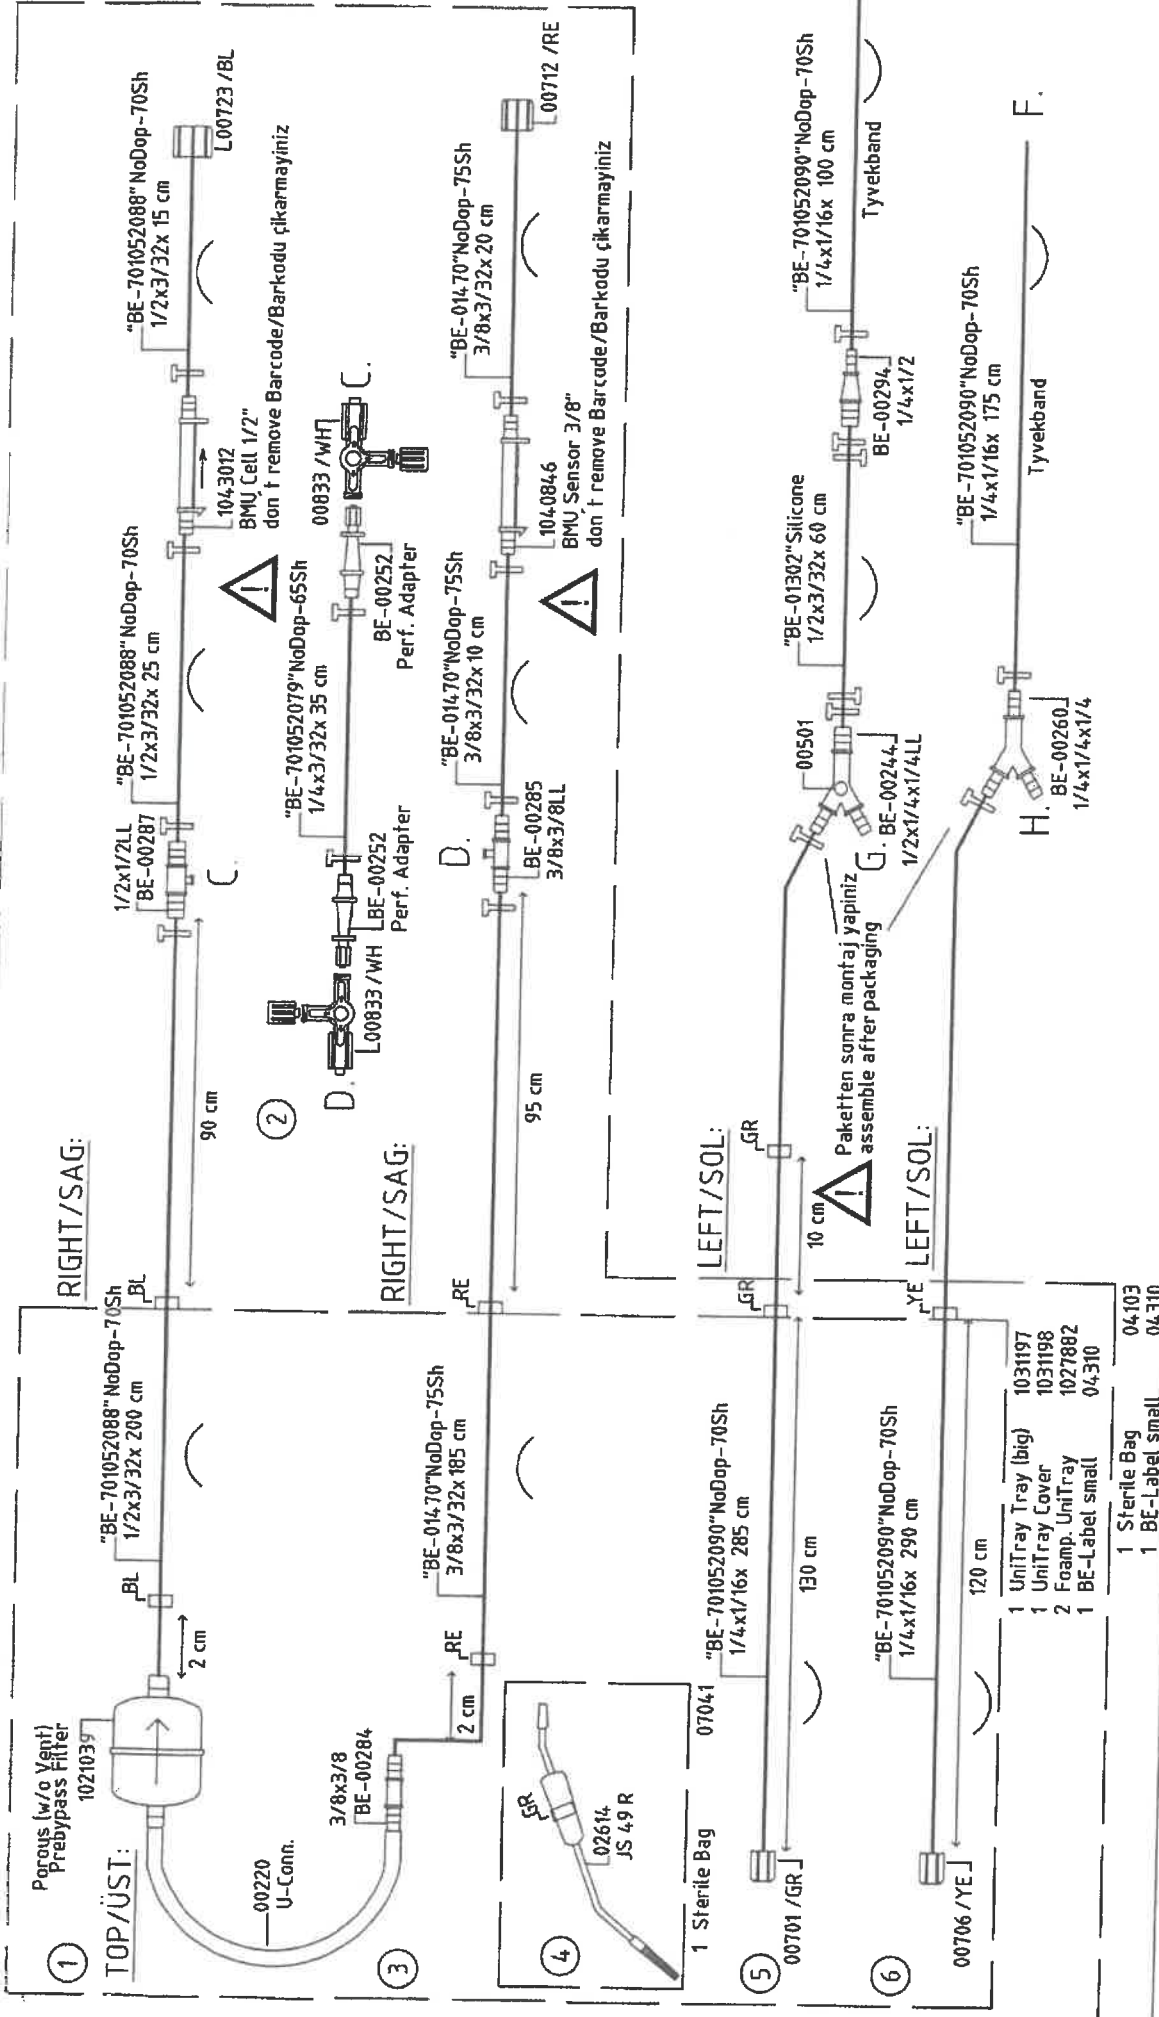 1
TOP/ÜST:
Porous (w/o Vent)
Prebypass Filter
1021039
2 cm
BL
"BE-701052088"NoDop-70Sh
1/2x3/32x 200 cm
BL
RIGHT/SAG:
90 cm
1/2x1/2LL
BE-00287
C.
"BE-701052088"NoDop-70Sh
1/2x3/32x 25 cm
1043012
BMU Cell 1/2"
don't remove Barcode/Barkodu çikarmayiniz
"BE-701052088"NoDop-70Sh
1/2x3/32x 15 cm
L00723/BL
00220
U-Conn.
2
D.
L00833/WH
BE-00252
Perf. Adapter
"BE-701052079"NoDop-65Sh
1/4x3/32x 35 cm
BE-00252
Perf. Adapter
00833/WH
C.
3
3/8x3/8
BE-00284
2 cm
RE
"BE-01470"NoDop-75Sh
3/8x3/32x185 cm
RE
RIGHT/SAG:
95 cm
D.
BE-00285
3/8x3/8LL
"BE-01470"NoDop-75Sh
3/8x3/32x10 cm
1040846
BMU Sensor 3/8"
don't remove Barcode/Barkodu çikarmayiniz
"BE-01470"NoDop-75Sh
3/8x3/32x 20 cm
00712 /RE
4
GR
02614
JS 49 R
1 Sterile Bag 07041
5
00701 /GR
"BE-701052090"NoDop-70Sh
1/4x1/16x 285 cm
130 cm
GR
10 cm
GR
LEFT/SOL:
Paketten sonra montaj yapiniz
assemble after packaging
00501
G.
BE-00244
1/2x1/4x1/4LL
"BE-01302"Silicone
1/2x3/32x 60 cm
BE-00294
1/4x1/2
"BE-701052090"NoDop-70Sh
1/4x1/16x 100 cm
Tyvekband
6
00706 /YE
"BE-701052090"NoDop-70Sh
1/4x1/16x 290 cm
120 cm
YE
LEFT/SOL:
H.
BE-00260
1/4x1/4x1/4
"BE-701052090"NoDop-70Sh
1/4x1/16x 175 cm
Tyvekband
F.
1 UniTray Tray (big) 1031197
1 UniTray Cover 1031198
2 Foamp. UniTray 1027882
1 BE-Label small 04310
1 Sterile Bag 04103
1 BE-Label small 04310